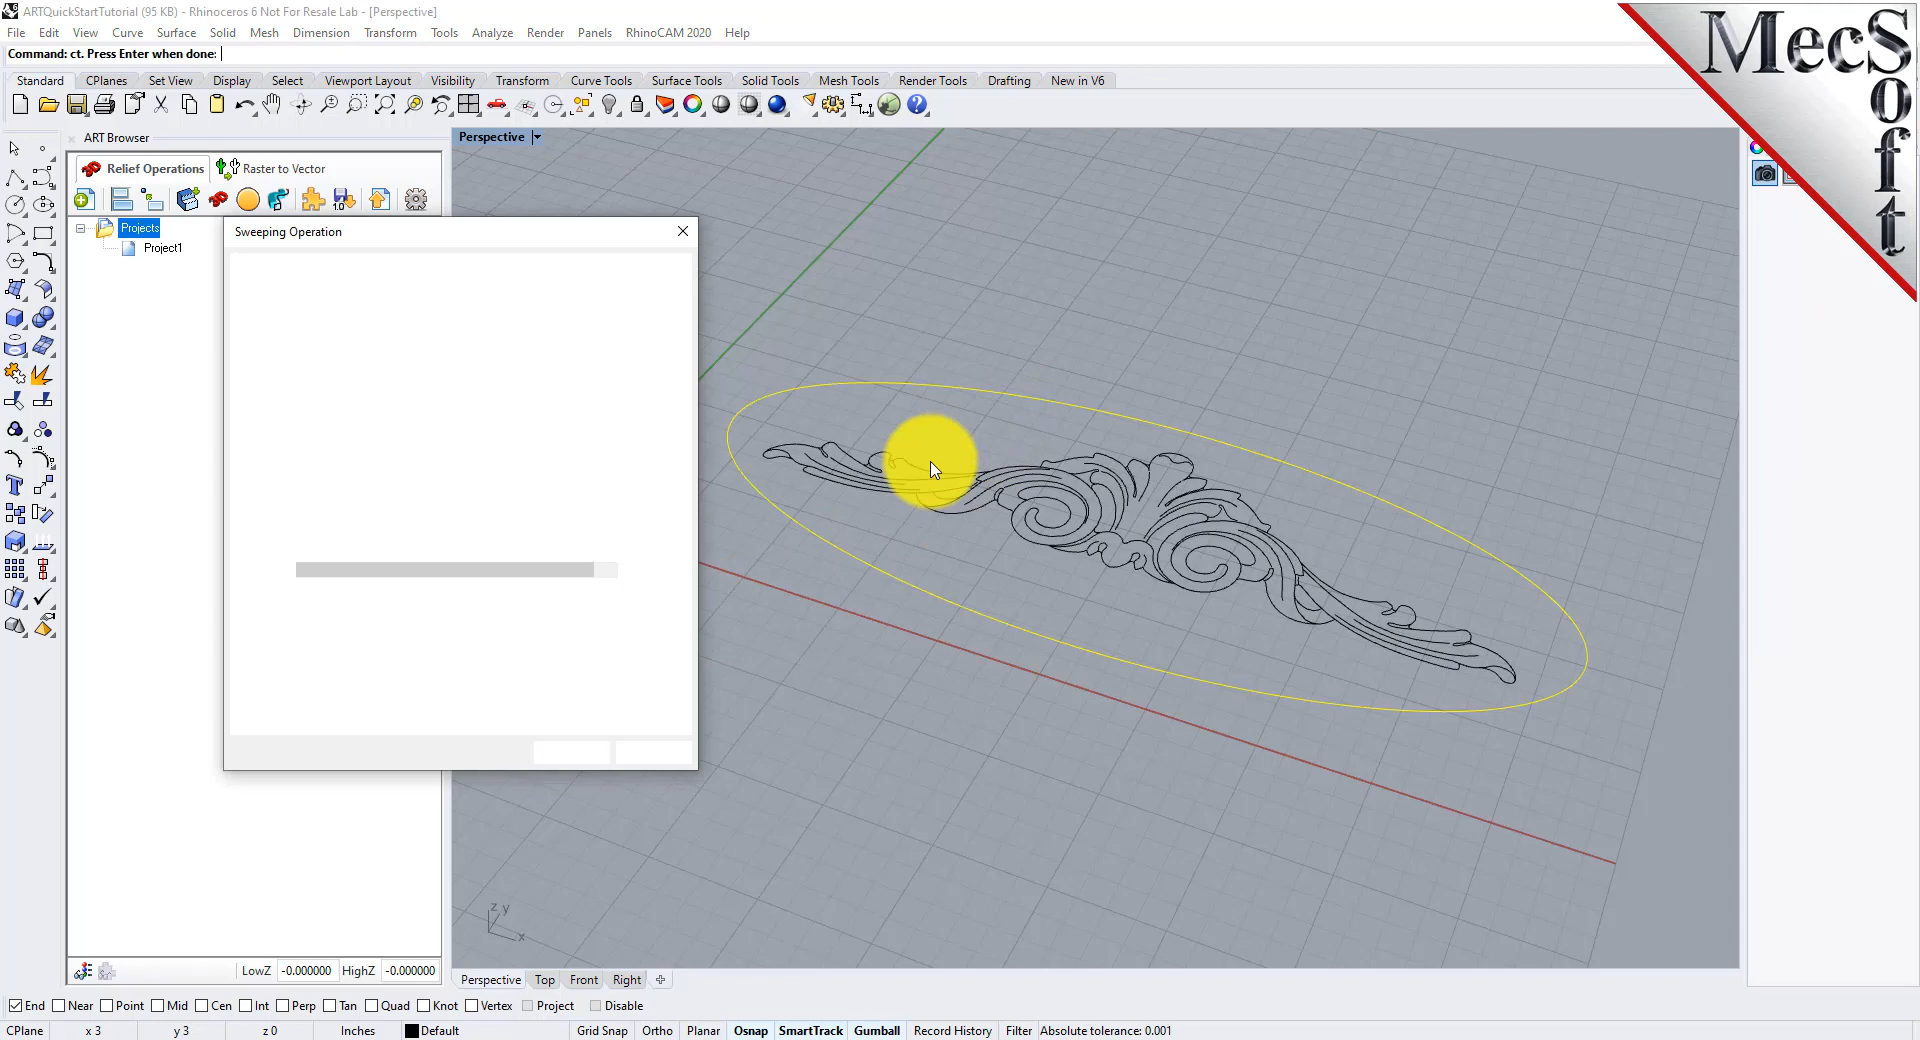 ARTQuickStartTutorial (95 KB) - Rhinoceros 6 Not For Resale Lab - [Perspective]
File Edit View Curve Surface Solid Mesh Dimension Transform Tools Analyze Render Panels RhinoCAM 2020 Help
Command: ct. Press Enter when done:
Standard CPlanes Set View Display Select Viewport Layout Visibility Transform Curve Tools Surface Tools Solid Tools Mesh Tools Render Tools Drafting New in V6
MecSoft
ART Browser
Perspective
Relief Operations Raster to Vector
1.0
Projects
Project1
Sweeping Operation
z y
x
LowZ -0.000000 HighZ -0.000000
Perspective Top Front Right
End Near Point Mid Cen Int Perp Tan Quad Knot Vertex Project Disable
CPlane x 3 y 3 z 0 Inches Default Grid Snap Ortho Planar Osnap SmartTrack Gumball Record History Filter Absolute tolerance: 0.001